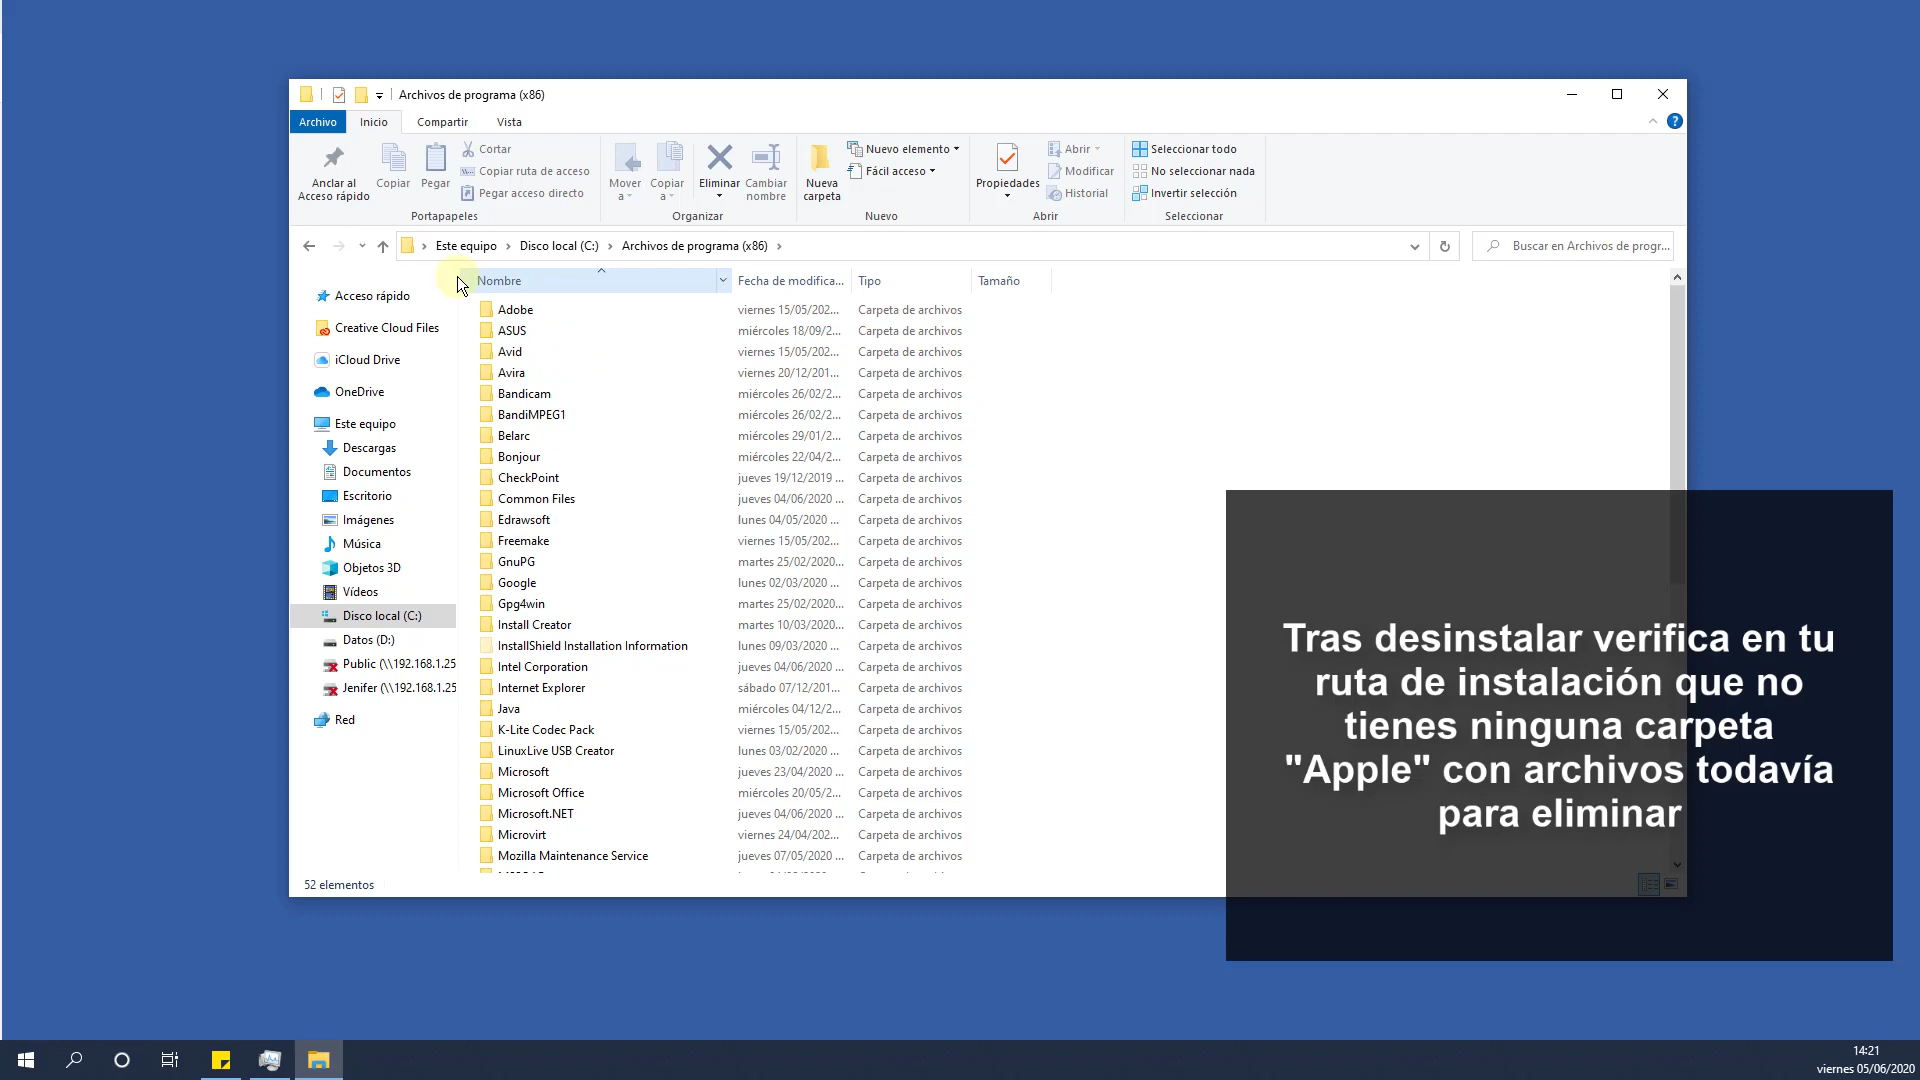 Archivos de programa (x86)
Archivo
Inicio
Compartir
Vista
Anclar al
Acceso rápido
Copiar
Pegar
Cortar
Copiar ruta de acceso
Pegar acceso directo
Portapapeles
Mover
a
Copiar
a
Eliminar
Cambiar
nombre
Organizar
Nueva
carpeta
Nuevo elemento
Fácil acceso
Nuevo
Propiedades
Abrir
Modificar
Historial
Abrir
Seleccionar todo
No seleccionar nada
Invertir selección
Seleccionar
Este equipo > Disco local (C:) > Archivos de programa (x86) >
Buscar en Archivos de progr...
Acceso rápido
Creative Cloud Files
iCloud Drive
OneDrive
Este equipo
Descargas
Documentos
Escritorio
Imágenes
Música
Objetos 3D
Vídeos
Disco local (C:)
Datos (D:)
Public (\\192.168.1.25
Jenifer (\\192.168.1.25
Red
Nombre Fecha de modifica... Tipo Tamaño
Adobe viernes 15/05/202... Carpeta de archivos
ASUS miércoles 18/09/2... Carpeta de archivos
Avid viernes 15/05/202... Carpeta de archivos
Avira viernes 20/12/201... Carpeta de archivos
Bandicam miércoles 26/02/2... Carpeta de archivos
BandiMPEG1 miércoles 26/02/2... Carpeta de archivos
Belarc miércoles 29/01/2... Carpeta de archivos
Bonjour miércoles 22/04/2... Carpeta de archivos
CheckPoint jueves 19/12/2019 ... Carpeta de archivos
Common Files jueves 04/06/2020 ... Carpeta de archivos
Edrawsoft lunes 04/05/2020 ... Carpeta de archivos
Freemake viernes 15/05/202... Carpeta de archivos
GnuPG martes 25/02/2020... Carpeta de archivos
Google lunes 02/03/2020 ... Carpeta de archivos
Gpg4win martes 25/02/2020... Carpeta de archivos
Install Creator martes 10/03/2020... Carpeta de archivos
InstallShield Installation Information lunes 09/03/2020 ... Carpeta de archivos
Intel Corporation jueves 04/06/2020 ... Carpeta de archivos
Internet Explorer sábado 07/12/201... Carpeta de archivos
Java miércoles 04/12/2... Carpeta de archivos
K-Lite Codec Pack viernes 15/05/202... Carpeta de archivos
LinuxLive USB Creator lunes 03/02/2020 ... Carpeta de archivos
Microsoft jueves 23/04/2020 ... Carpeta de archivos
Microsoft Office miércoles 20/05/2... Carpeta de archivos
Microsoft.NET jueves 04/06/2020 ... Carpeta de archivos
Microvirt viernes 24/04/202... Carpeta de archivos
Mozilla Maintenance Service jueves 07/05/2020 ... Carpeta de archivos
52 elementos
Tras desinstalar verifica en tu
ruta de instalación que no
tienes ninguna carpeta
"Apple" con archivos todavía
para eliminar
14:21
viernes 05/06/2020